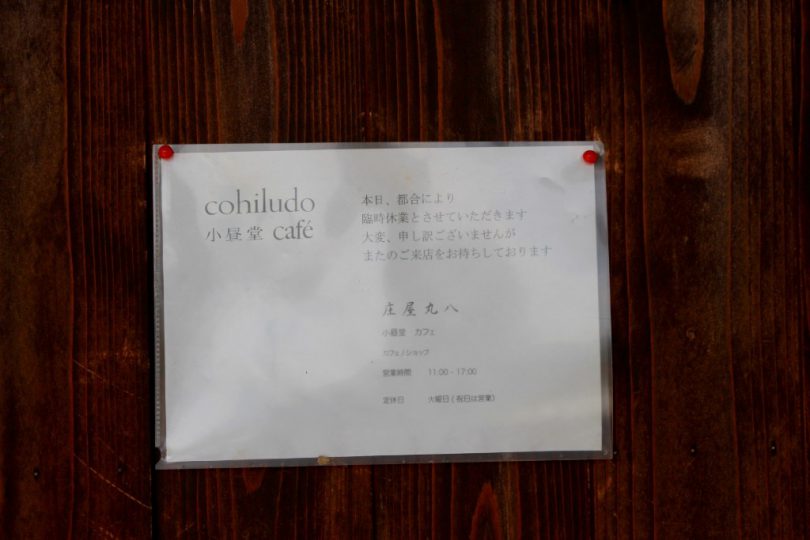 cohiludo
小昼堂 café
本日、都合により
臨時休業とさせていただきます
大変、申し訳ございませんが
またのご来店をお待ちしております
庄屋丸八
小昼堂 カフェ
カフェ/ショップ
営業時間 11:00 - 17:00
定休日 火曜日(祝日は営業)